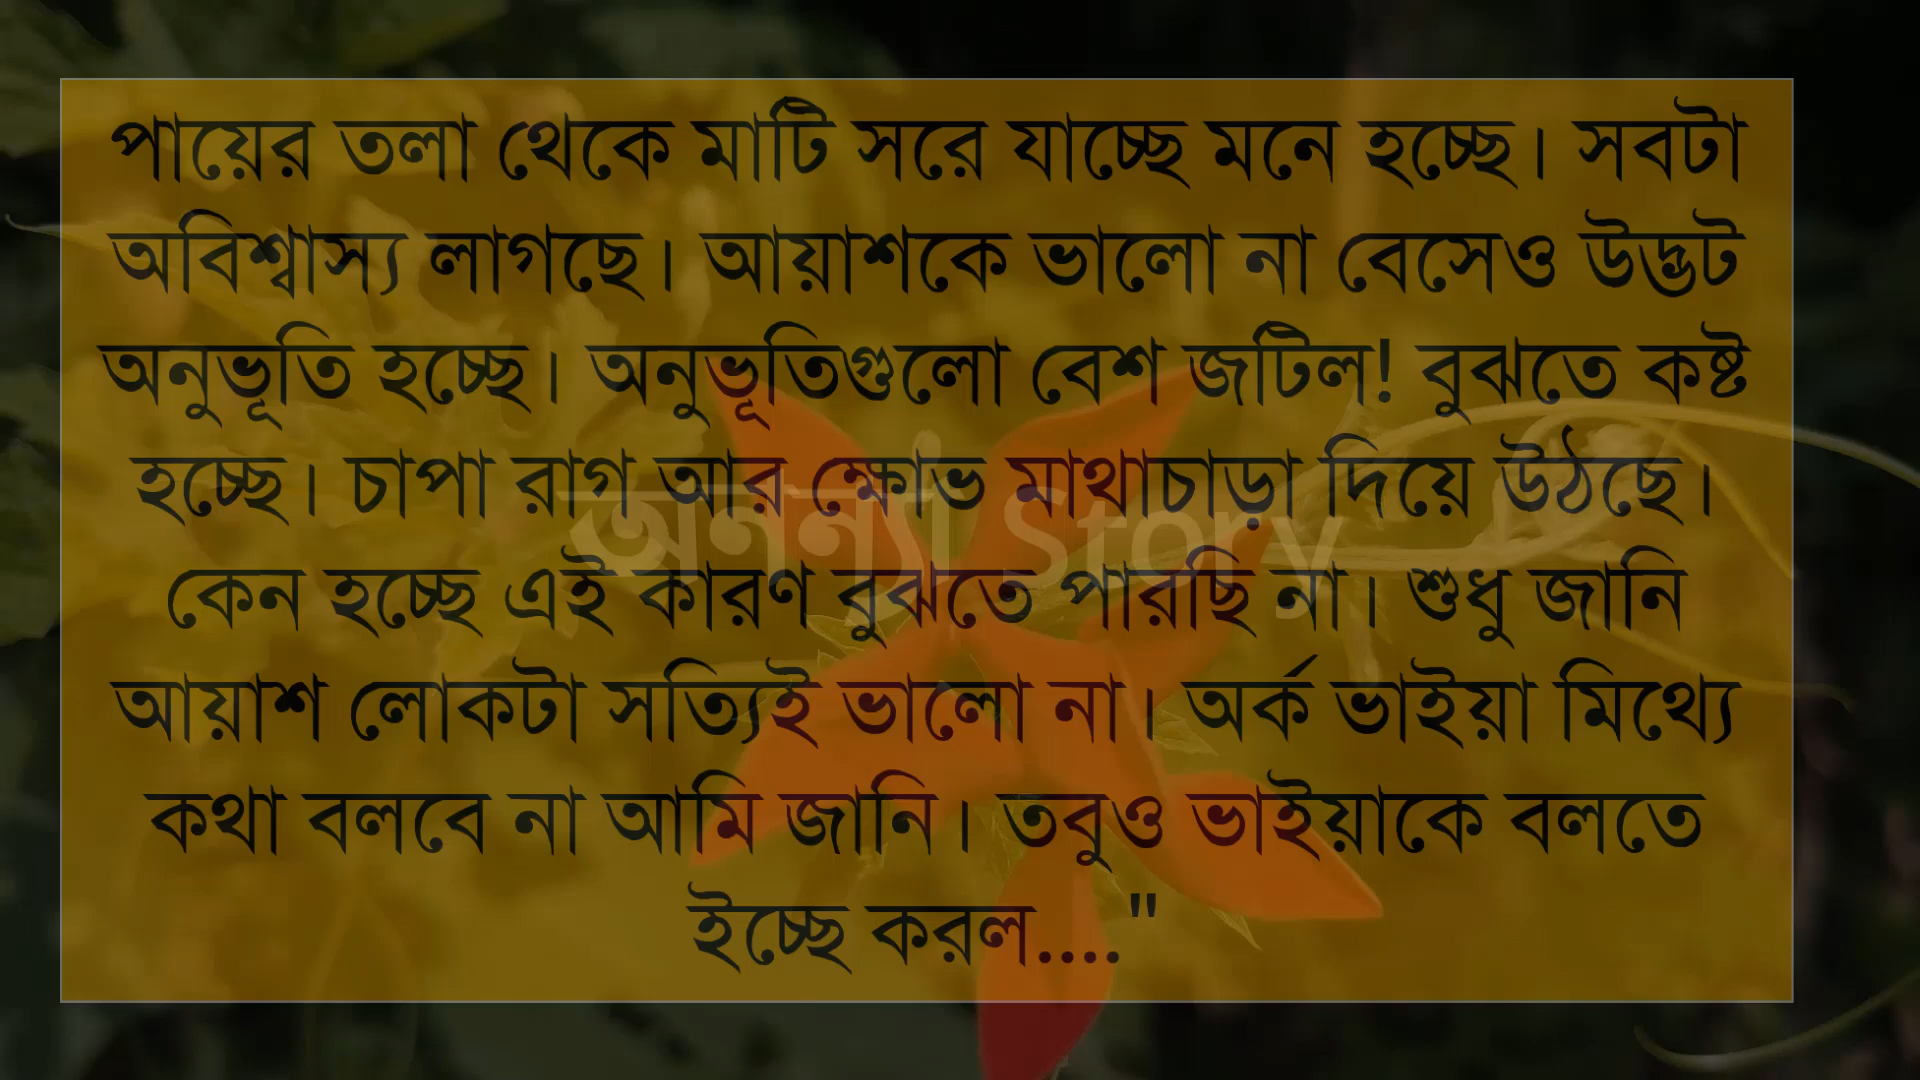 পায়ের তলা থেকে মাটি সরে যাচ্ছে মনে হচ্ছে। সবটা
অবিশ্বাস্য লাগছে। আয়াশকে ভালো না বেসেও উদ্ভট
অনুভূতি হচ্ছে। অনুভূতিগুলো বেশ জটিল! বুঝতে কষ্ট
হচ্ছে। চাপা রাগ আর ক্ষোভ মাথাচাড়া দিয়ে উঠছে।
অনন্যা Story
কেন হচ্ছে এই কারণ বুঝতে পারছি না। শুধু জানি
আয়াশ লোকটা সত্যিই ভালো না। অর্ক ভাইয়া মিথ্যে
কথা বলবে না আমি জানি। তবুও ভাইয়াকে বলতে
ইচ্ছে করল...."